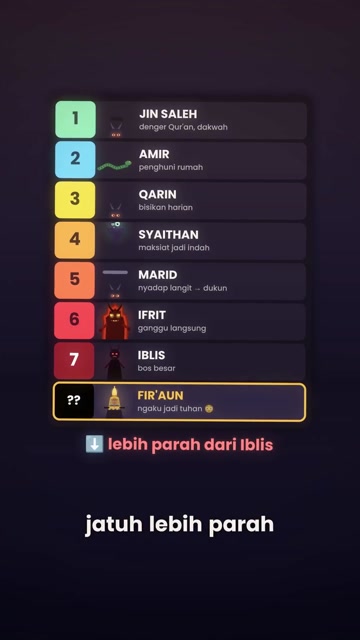 1
JIN SALEH
denger Qur'an, dakwah
2
AMIR
penghuni rumah
3
QARIN
bisikan harian
4
SYAITHAN
maksiat jadi indah
5
MARID
nyadap langit → dukun
6
IFRIT
ganggu langsung
7
IBLIS
bos besar
??
FIR'AUN
ngaku jadi tuhan 😳
⬇️ lebih parah dari Iblis
jatuh lebih parah